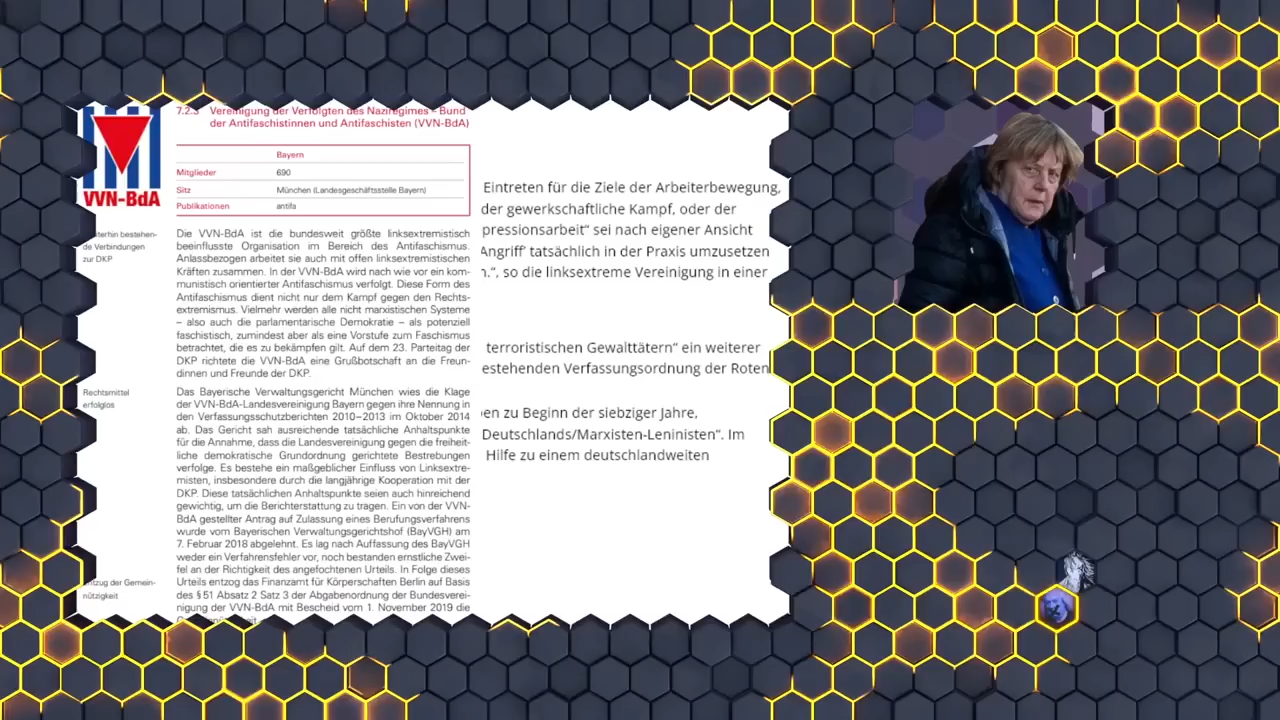 7.2.3 Vereinigung der Verfolgten des Naziregimes – Bund
der Antifaschistinnen und Antifaschisten (VVN-BdA)
VVN-BdA
Bayern
Mitglieder 690
Sitz München (Landesgeschäftsstelle Bayern)
Publikationen antifa
bestehen-
de Verbindungen
zur DKP
Die VVN-BdA ist die bundesweit größte linksextremistisch
beeinflusste Organisation im Bereich des Antifaschismus.
Anlassbezogen arbeitet sie auch mit offen linksextremistischen
Kräften zusammen. In der VVN-BdA wird nach wie vor ein kom-
munistisch orientierter Antifaschismus verfolgt. Diese Form des
Antifaschismus dient nicht nur dem Kampf gegen den Rechts-
extremismus. Vielmehr werden alle nicht marxistischen Systeme
– also auch die parlamentarische Demokratie – als potenziell
faschistisch, zumindest aber als eine Vorstufe zum Faschismus
betrachtet, die es zu bekämpfen gilt. Auf dem 23. Parteitag der
DKP richtete die VVN-BdA eine Grußbotschaft an die Freun-
dinnen und Freunde der DKP.
Rechtsmittel
erfolglos
Das Bayerische Verwaltungsgericht München wies die Klage
der VVN-BdA-Landesvereinigung Bayern gegen ihre Nennung in
den Verfassungsschutzberichten 2010–2013 im Oktober 2014
ab. Das Gericht sah ausreichende tatsächliche Anhaltspunkte
für die Annahme, dass die Landesvereinigung gegen die freiheit-
liche demokratische Grundordnung gerichtete Bestrebungen
verfolge. Es bestehe ein maßgeblicher Einfluss von Linksextre-
misten, insbesondere durch die langjährige Kooperation mit der
DKP. Diese tatsächlichen Anhaltspunkte seien auch hinreichend
gewichtig, um die Berichterstattung zu tragen. Ein von der VVN-
BdA gestellter Antrag auf Zulassung eines Berufungsverfahrens
wurde vom Bayerischen Verwaltungsgerichtshof (BayVGH) am
7. Februar 2018 abgelehnt. Es lag nach Auffassung des BayVGH
weder ein Verfahrensfehler vor, noch bestanden ernstliche Zwei-
fel an der Richtigkeit des angefochtenen Urteils. In Folge dieses
Urteils entzog das Finanzamt für Körperschaften Berlin auf Basis
des § 51 Absatz 2 Satz 3 der Abgabenordnung der Bundesverei-
nigung der VVN-BdA mit Bescheid vom 1. November 2019 die
der Gemein-
nützigkeit
Eintreten für die Ziele der Arbeiterbewegung,
der gewerkschaftliche Kampf, oder der
pressionsarbeit“ sei nach eigener Ansicht
Angriff’ tatsächlich in der Praxis umzusetzen
n.“, so die linksextreme Vereinigung in einer
terroristischen Gewalttätern“ ein weiterer
estehenden Verfassungsordnung der Roten
en zu Beginn der siebziger Jahre,
Deutschlands/Marxisten-Leninisten“. Im
Hilfe zu einem deutschlandweiten